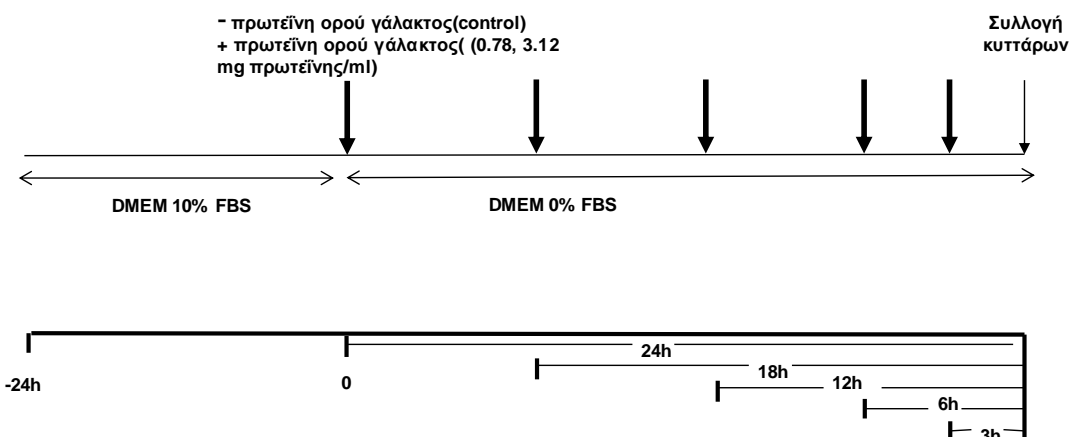 - πρωτεΐνη ορού γάλακτος(control)
+ πρωτεΐνη ορού γάλακτος( (0.78, 3.12
mg πρωτεΐνης/ml)
Συλλογή
κυττάρων
DMEM 10% FBS
DMEM 0% FBS
-24h
0
24h
18h
12h
6h
3h